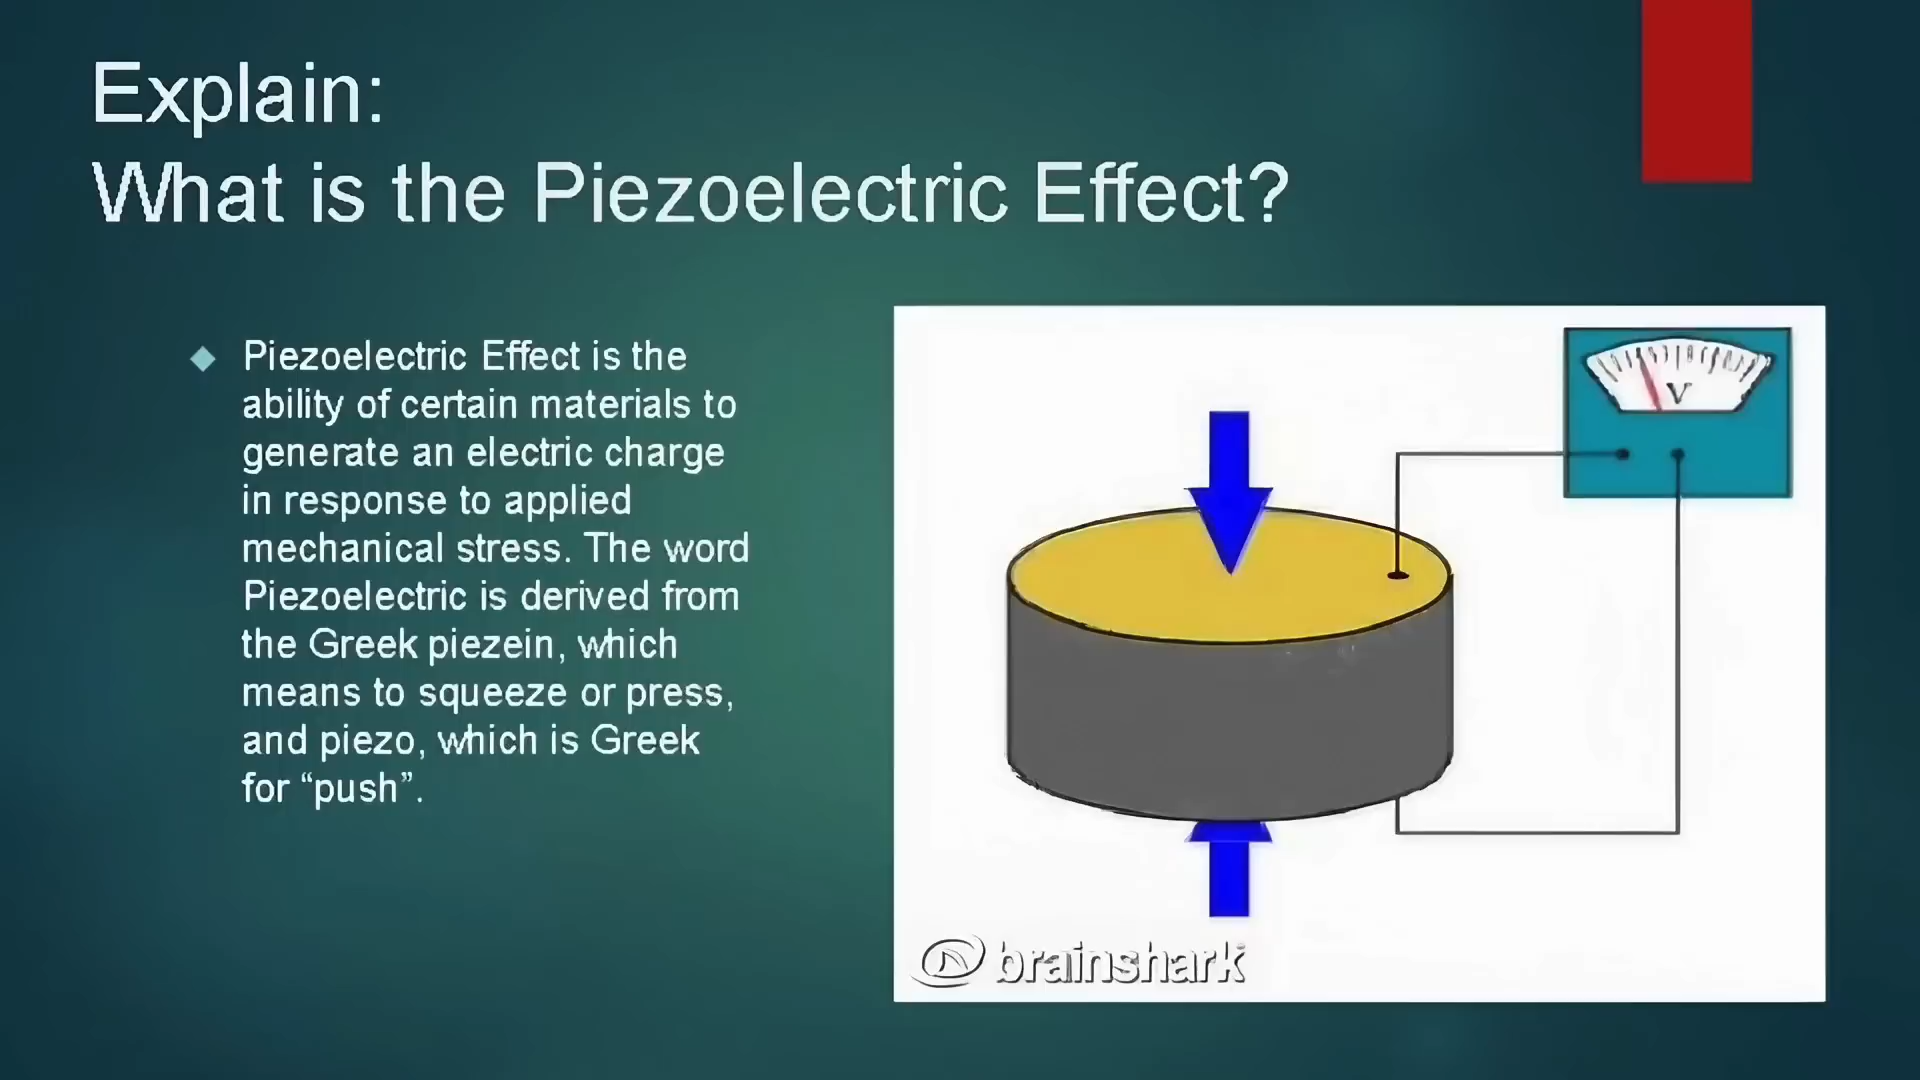 Explain:
What is the Piezoelectric Effect?
Piezoelectric Effect is the
ability of certain materials to
generate an electric charge
in response to applied
mechanical stress. The word
Piezoelectric is derived from
the Greek piezein, which
means to squeeze or press,
and piezo, which is Greek
for “push”.
V
brainshark